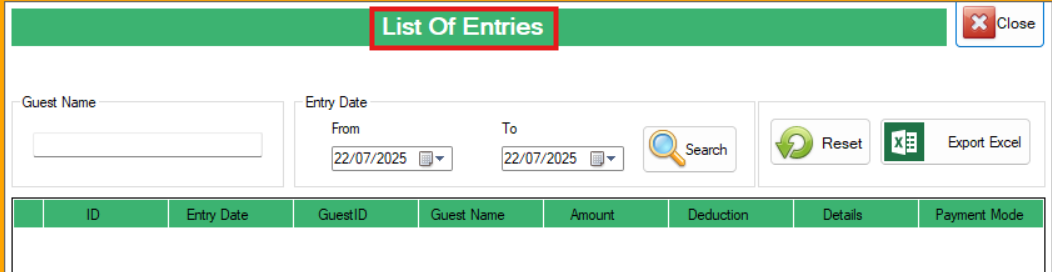 List Of Entries
Close
Guest Name
Entry Date
From
To
22/07/2025
22/07/2025
Search
Reset
Export Excel
ID
Entry Date
GuestID
Guest Name
Amount
Deduction
Details
Payment Mode